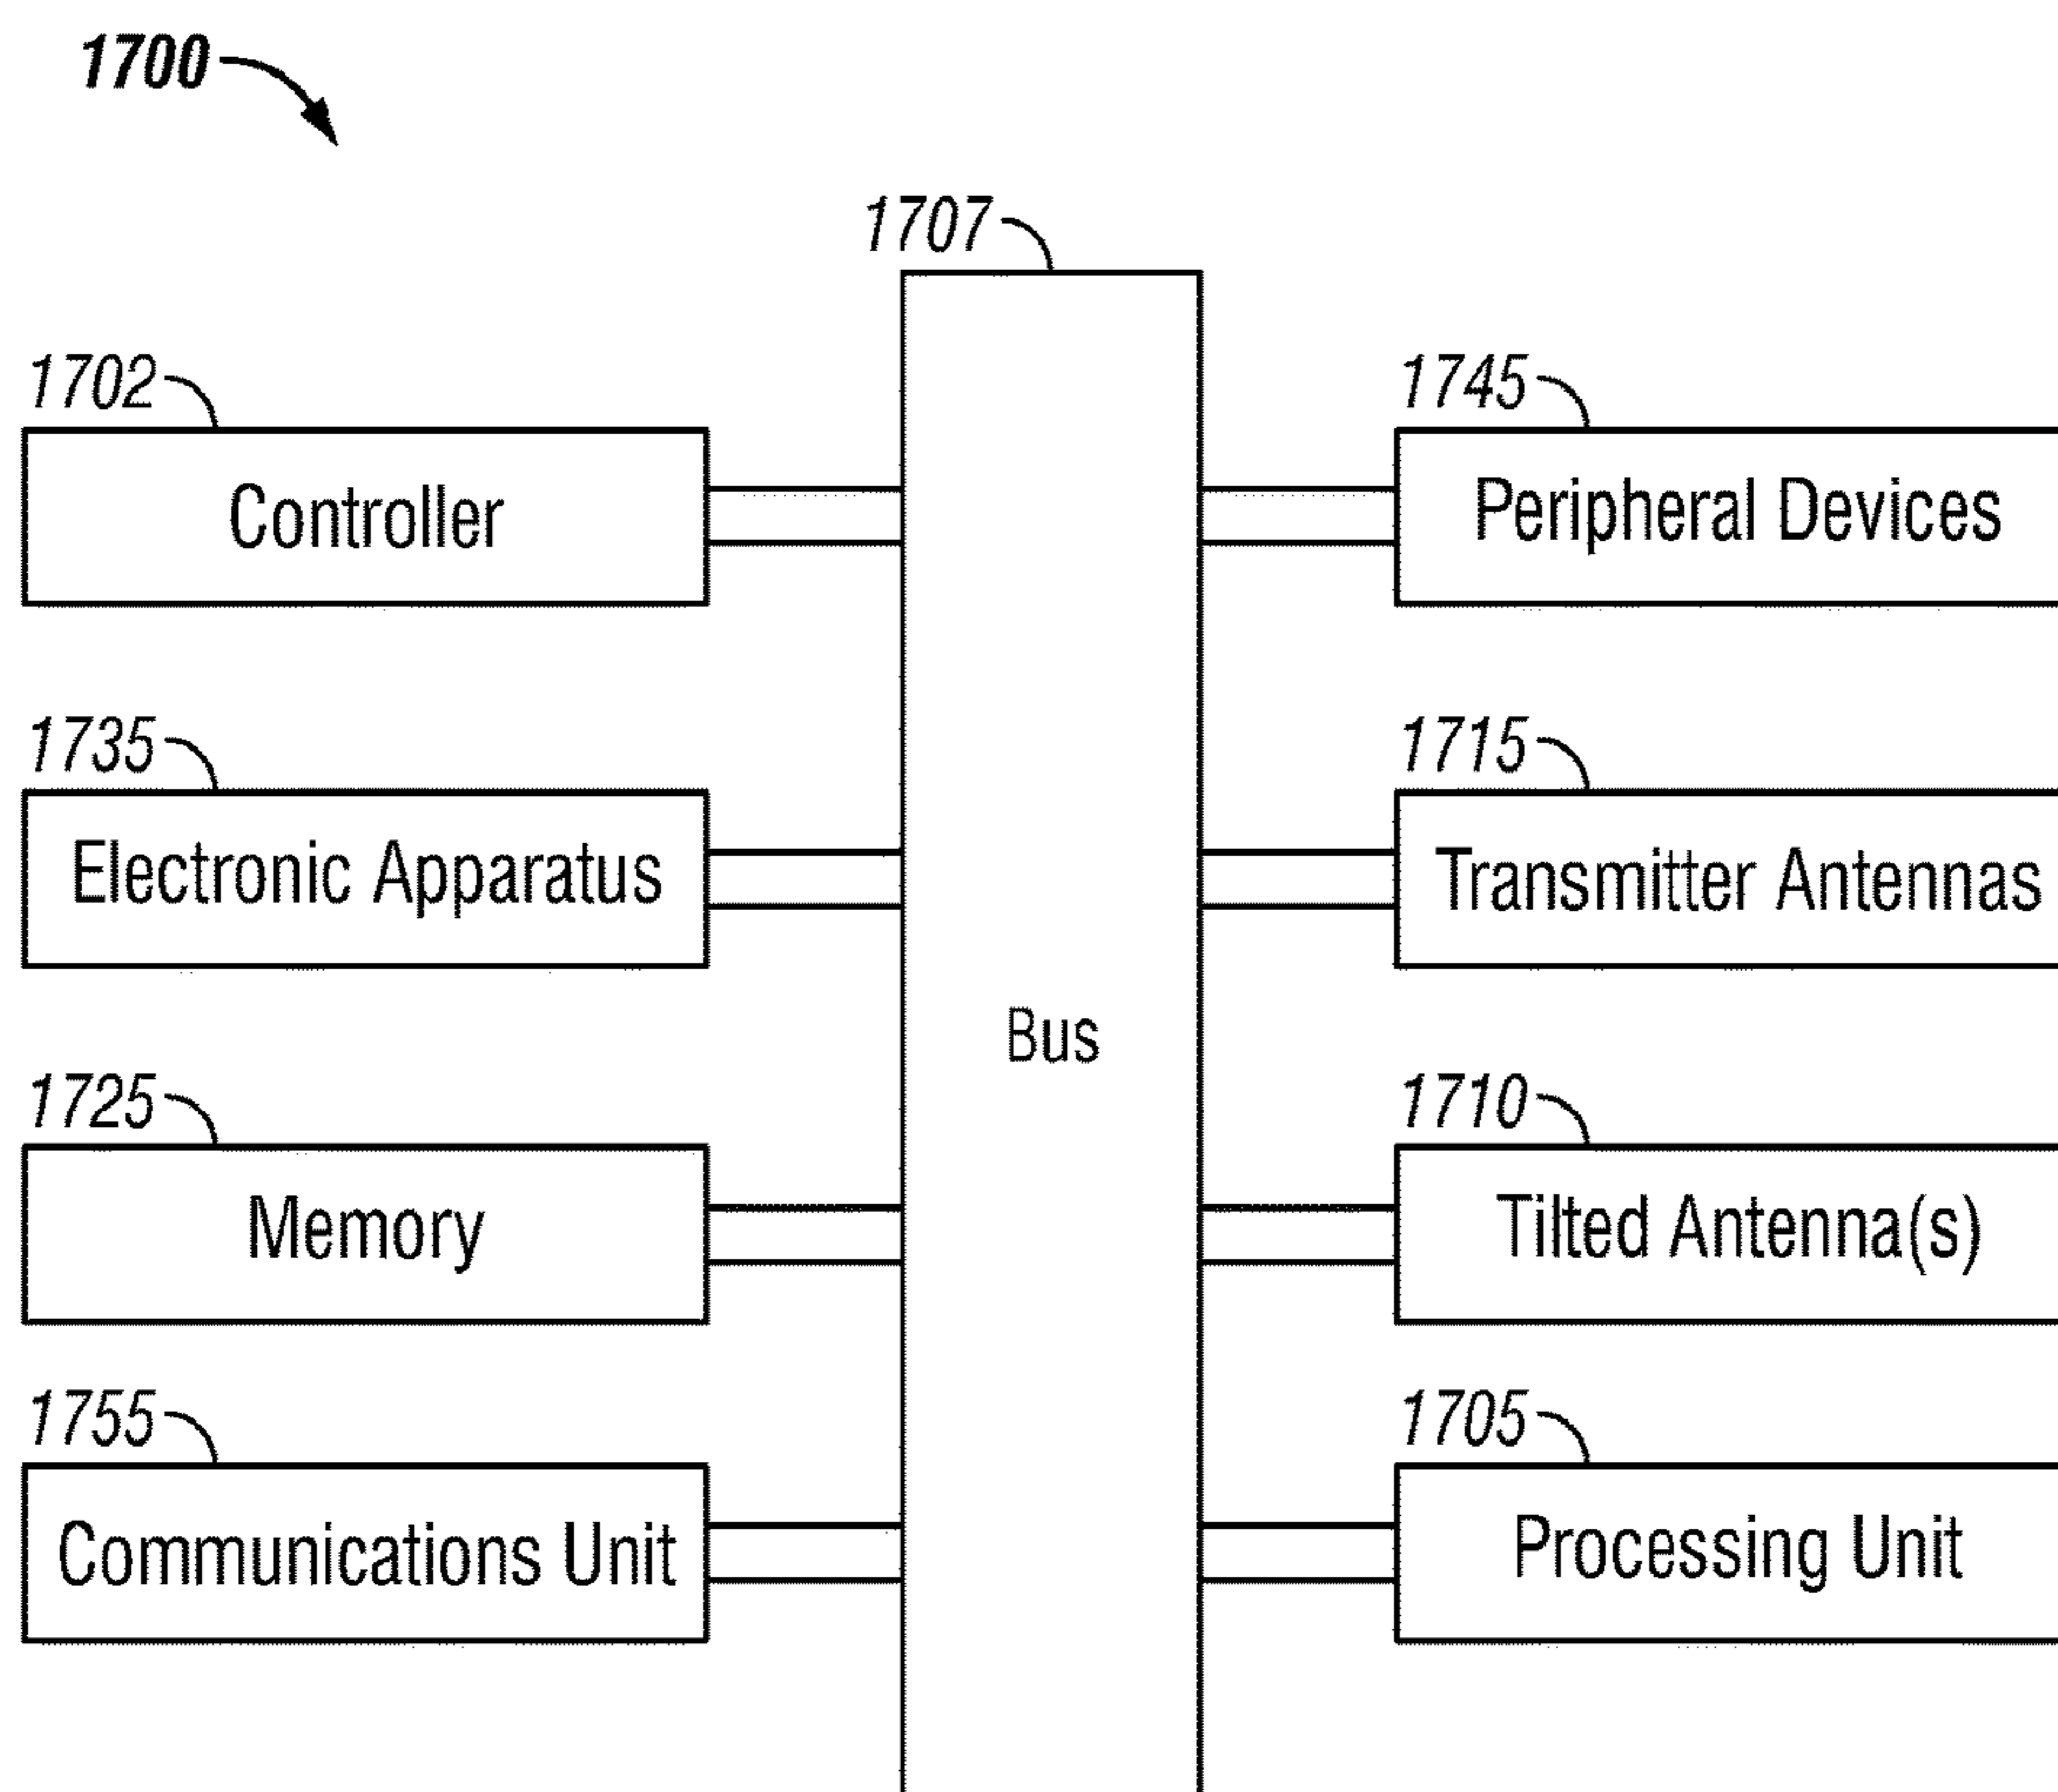 1700
1707
1702
1745
Controller
Peripheral Devices
1735
1715
Electronic Apparatus
Transmitter Antennas
Bus
1725
1710
Memory
Tilted Antenna(s)
1755
1705
Communications Unit
Processing Unit